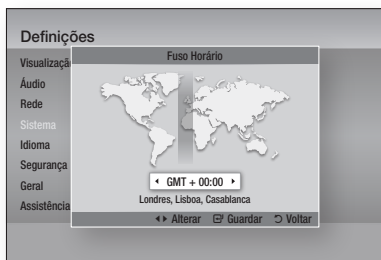 Definições
Fuso Horário
Visualizaçã
Áudio
Rede
Sistema
Idioma
Segurança
Geral
Assistência
GMT + 00:00
Londres, Lisboa, Casablanca
Alterar Guardar Voltar